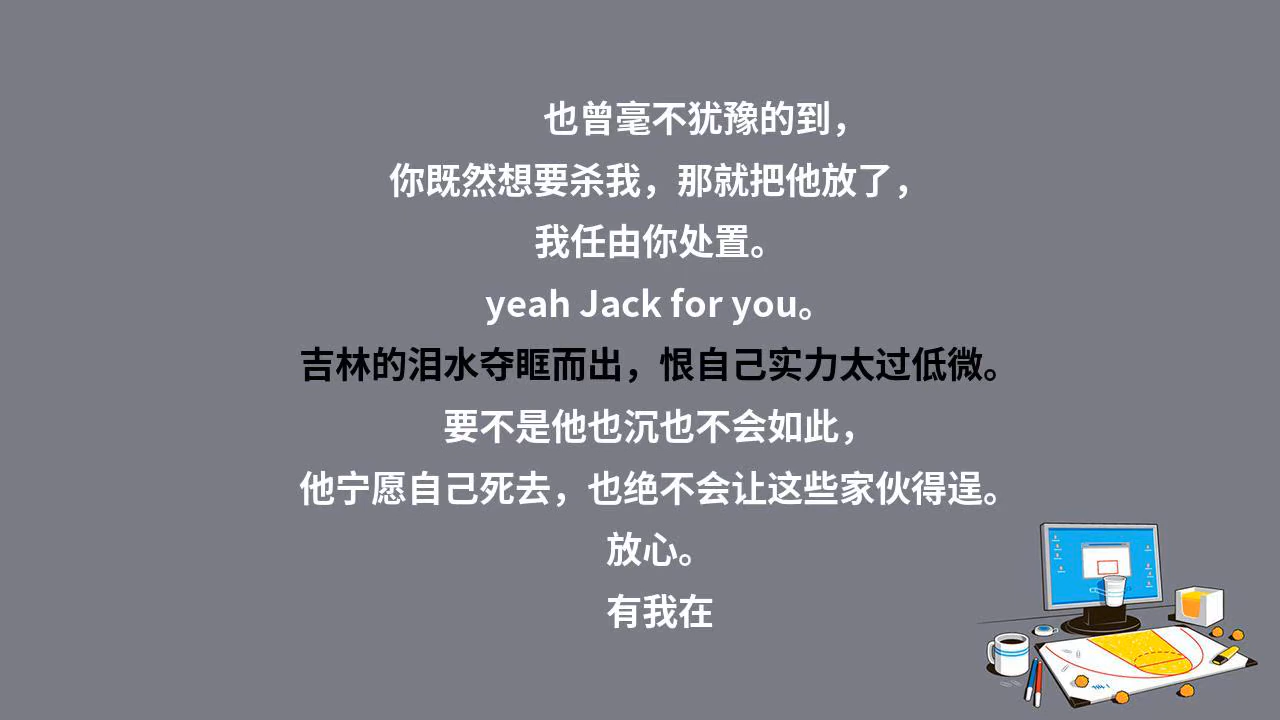 也曾毫不犹豫的到，
你既然想要杀我，那就把他放了，
我任由你处置。
yeah Jack for you。
吉林的泪水夺眶而出，恨自己实力太过低微。
要不是他也沉也不会如此，
他宁愿自己死去，也绝不会让这些家伙得逞。
放心。
有我在